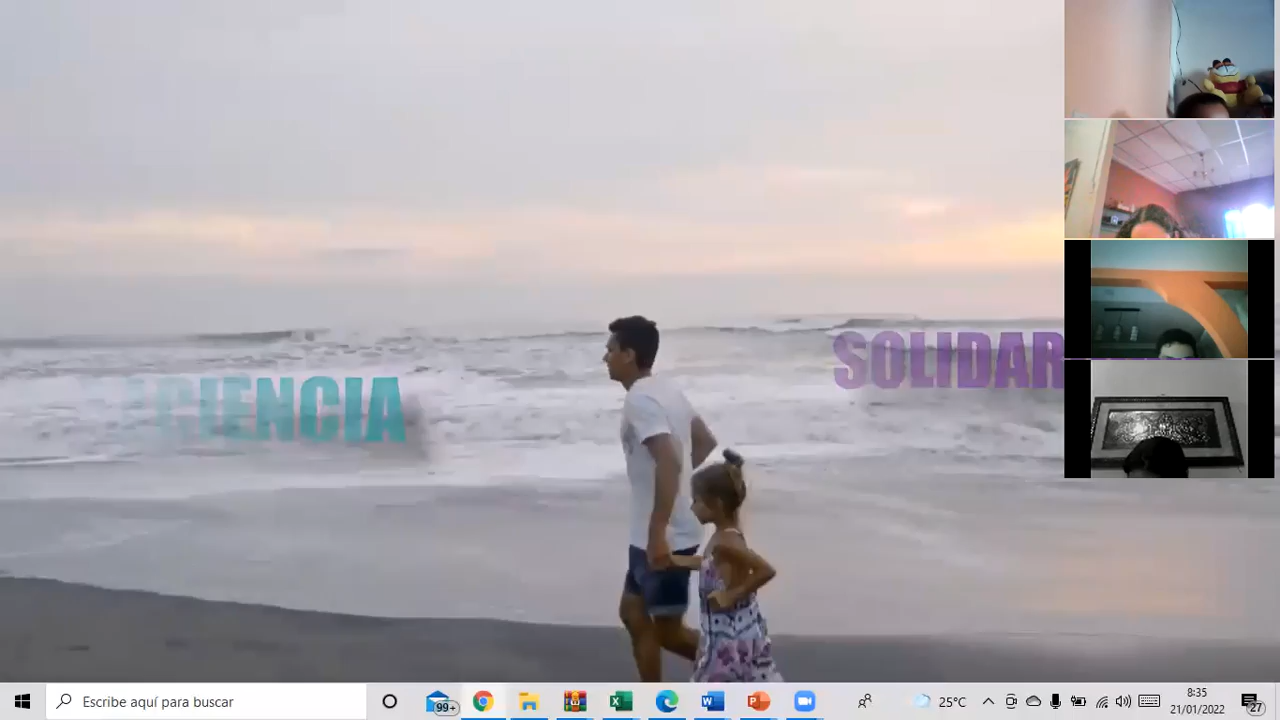 CIENCIA
SOLIDAR
Escribe aquí para buscar
99+
25°C
8:35
21/01/2022
27